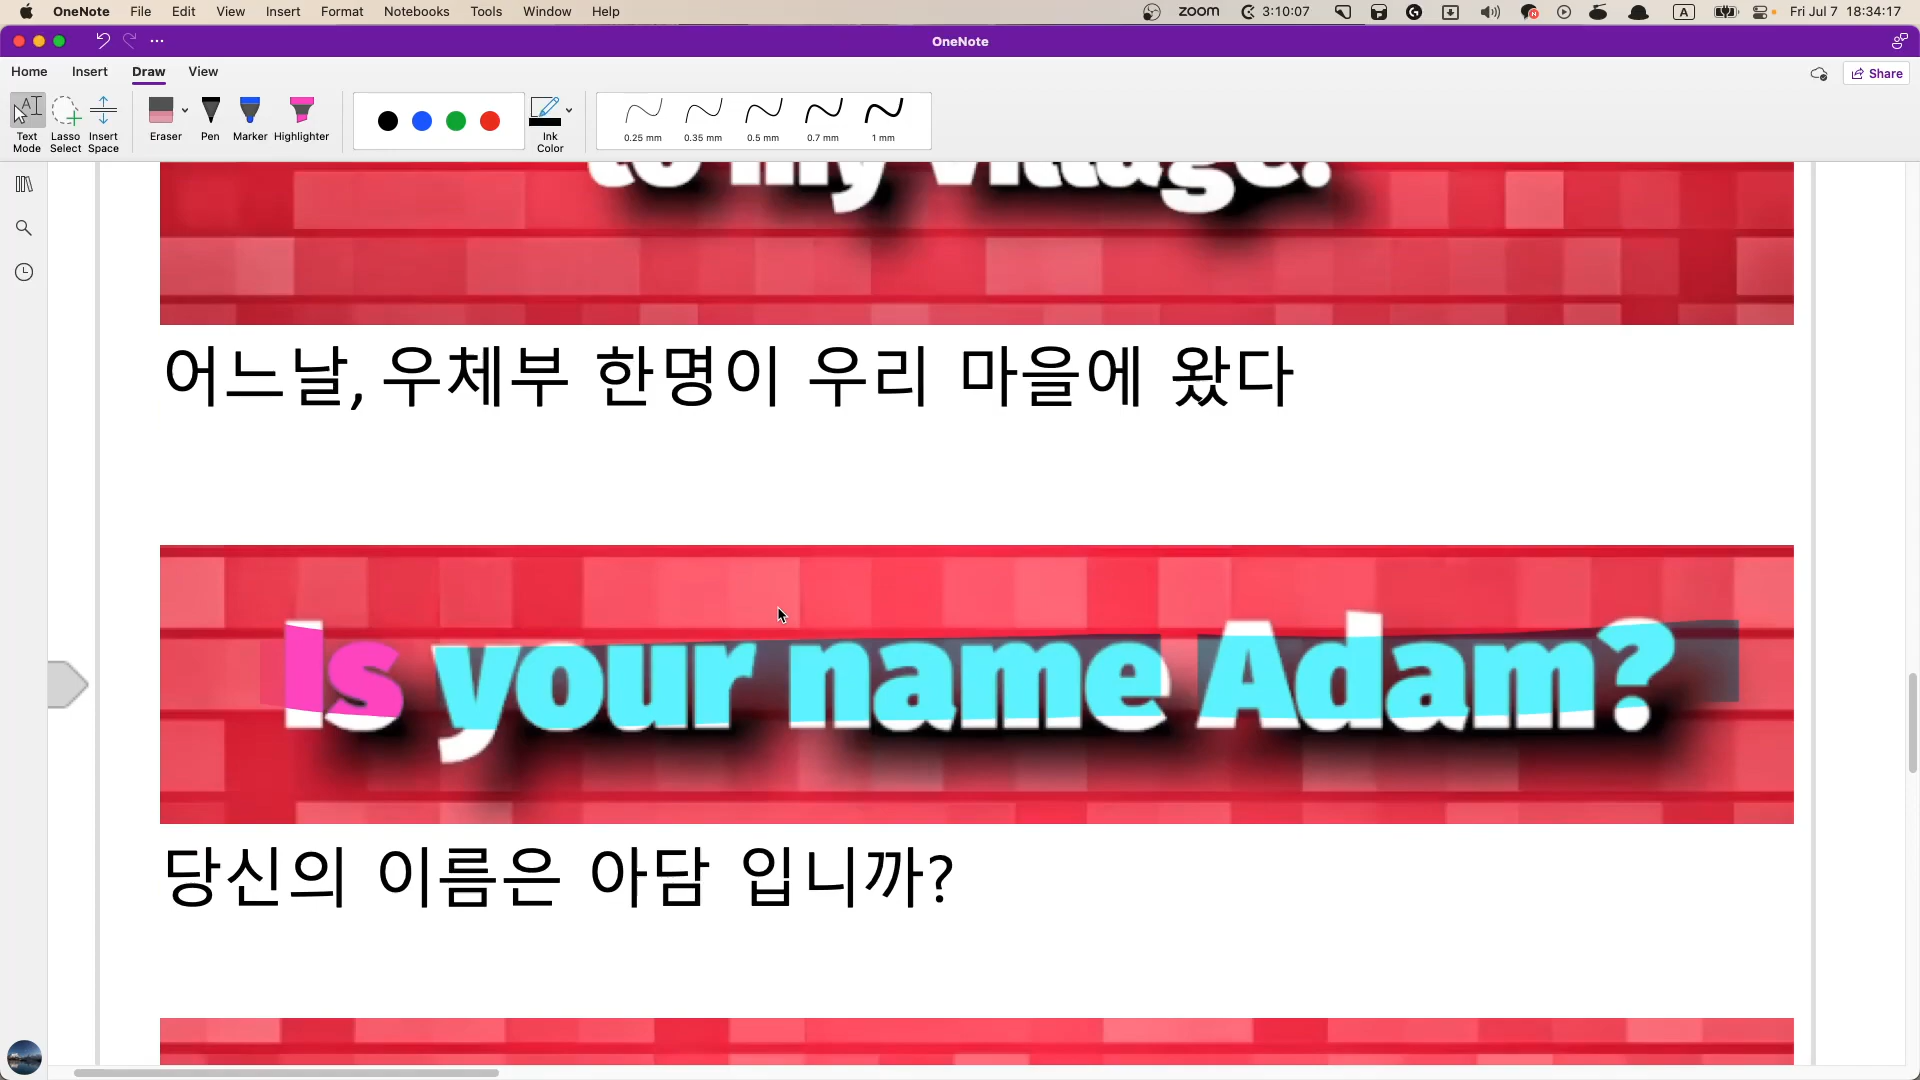 OneNote File Edit View Insert Format Notebooks Tools Window Help zoom 3:10:07 A Fri Jul 7 18:34:17
OneNote
Home Insert Draw View Share
Text Mode
Lasso Select
Insert Space
Eraser
Pen
Marker
Highlighter
Ink Color
0.25 mm 0.35 mm 0.5 mm 0.7 mm 1 mm
to my village.
어느날, 우체부 한명이 우리 마을에 왔다
Is your name Adam?
당신의 이름은 아담 입니까?